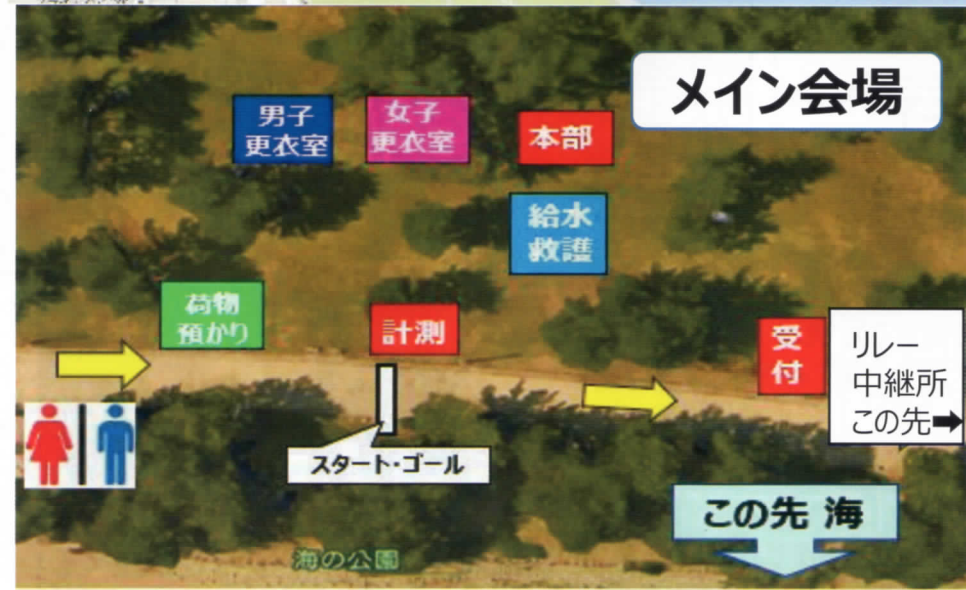 メイン会場
男子
更衣室
女子
更衣室
本部
給水
救護
荷物
預かり
計測
受
付
リレー
中継所
この先➡
スタート・ゴール
この先 海
海の公園